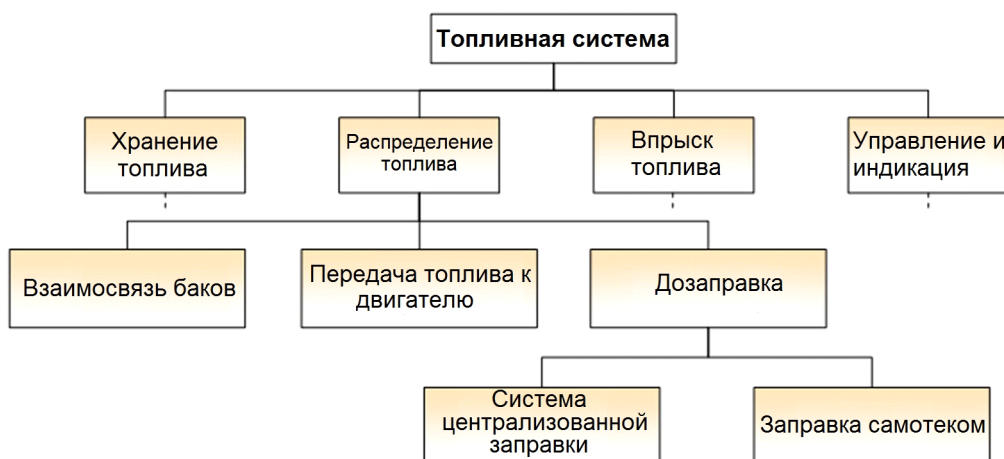 Топливная система
Хранение
топлива
Распределение
топлива
Впрыск
топлива
Управление и
индикация
Взаимосвязь баков
Передача топлива к
двигателю
Дозаправка
Система
централизованной
заправки
Заправка самотеком